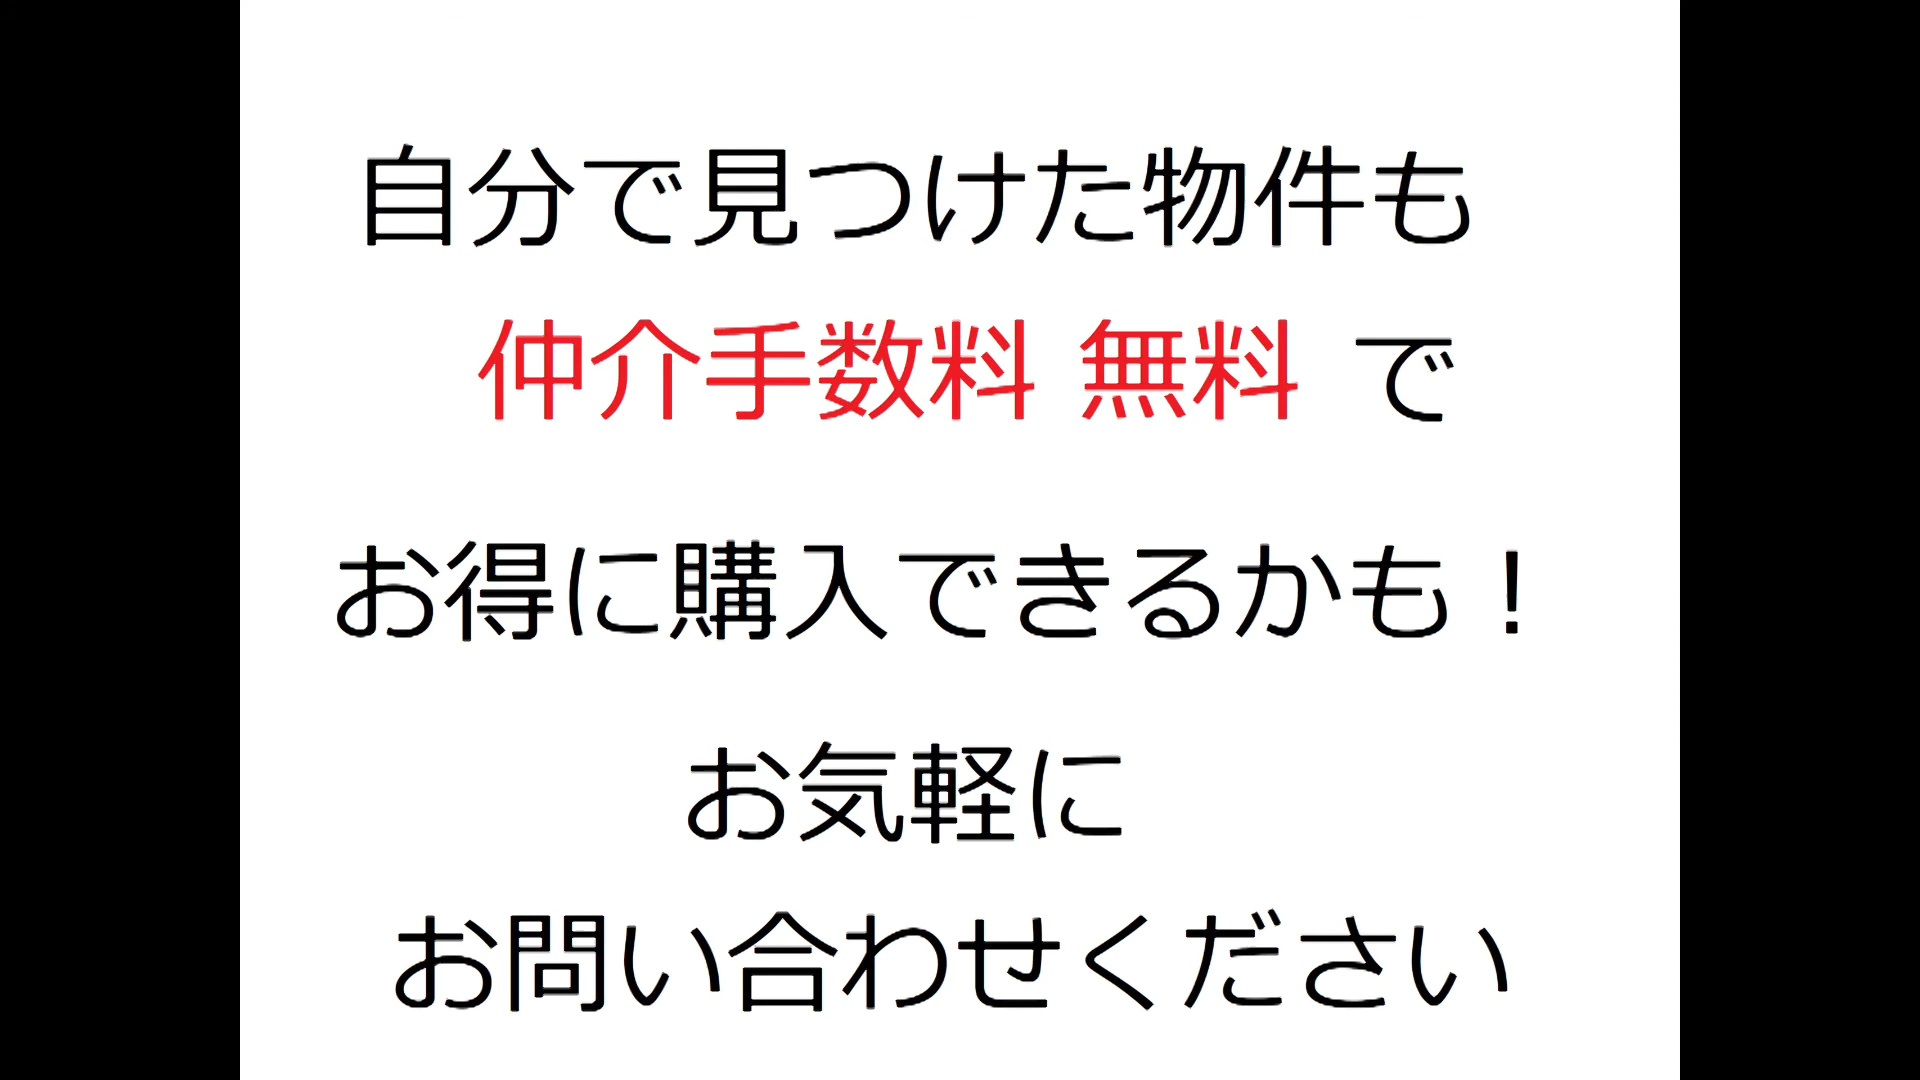 自分で見つけた物件も
仲介手数料 無料 で
お得に購入できるかも！
お気軽に
お問い合わせください